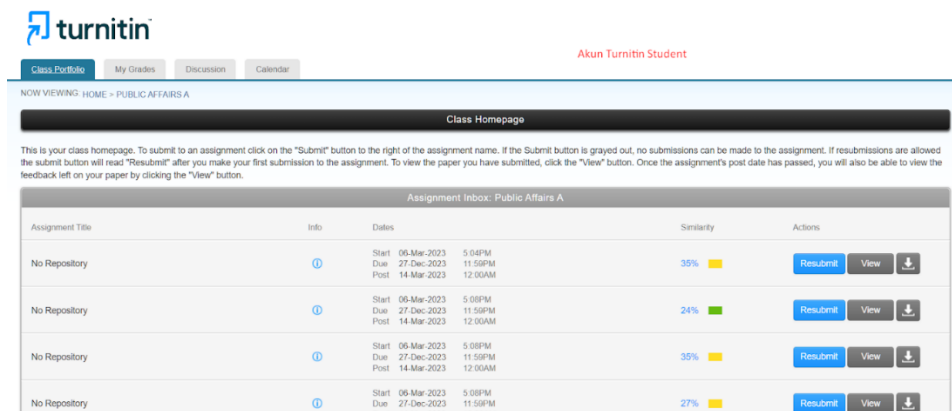 turnitin
Akun Turnitin Student
Class Portfolio My Grades Discussion Calendar
NOW VIEWING: HOME > PUBLIC AFFAIRS A
Class Homepage
This is your class homepage. To submit to an assignment click on the "Submit" button to the right of the assignment name. If the Submit button is grayed out, no submissions can be made to the assignment. If resubmissions are allowed
the submit button will read "Resubmit" after you make your first submission to the assignment. To view the paper you have submitted, click the "View" button. Once the assignment's post date has passed, you will also be able to view the
feedback left on your paper by clicking the "View" button.
Assignment Inbox: Public Affairs A
Assignment Title Info Dates Similarity Actions
Start 06-Mar-2023 5:04PM
No Repository Due 27-Dec-2023 11:59PM 35% Resubmit View
Post 14-Mar-2023 12:00AM
Start 06-Mar-2023 5:08PM
No Repository Due 27-Dec-2023 11:59PM 24% Resubmit View
Post 14-Mar-2023 12:00AM
Start 06-Mar-2023 5:08PM
No Repository Due 27-Dec-2023 11:59PM 35% Resubmit View
Post 14-Mar-2023 12:00AM
Start 06-Mar-2023 5:08PM
No Repository Due 27-Dec-2023 11:59PM 27% Resubmit View